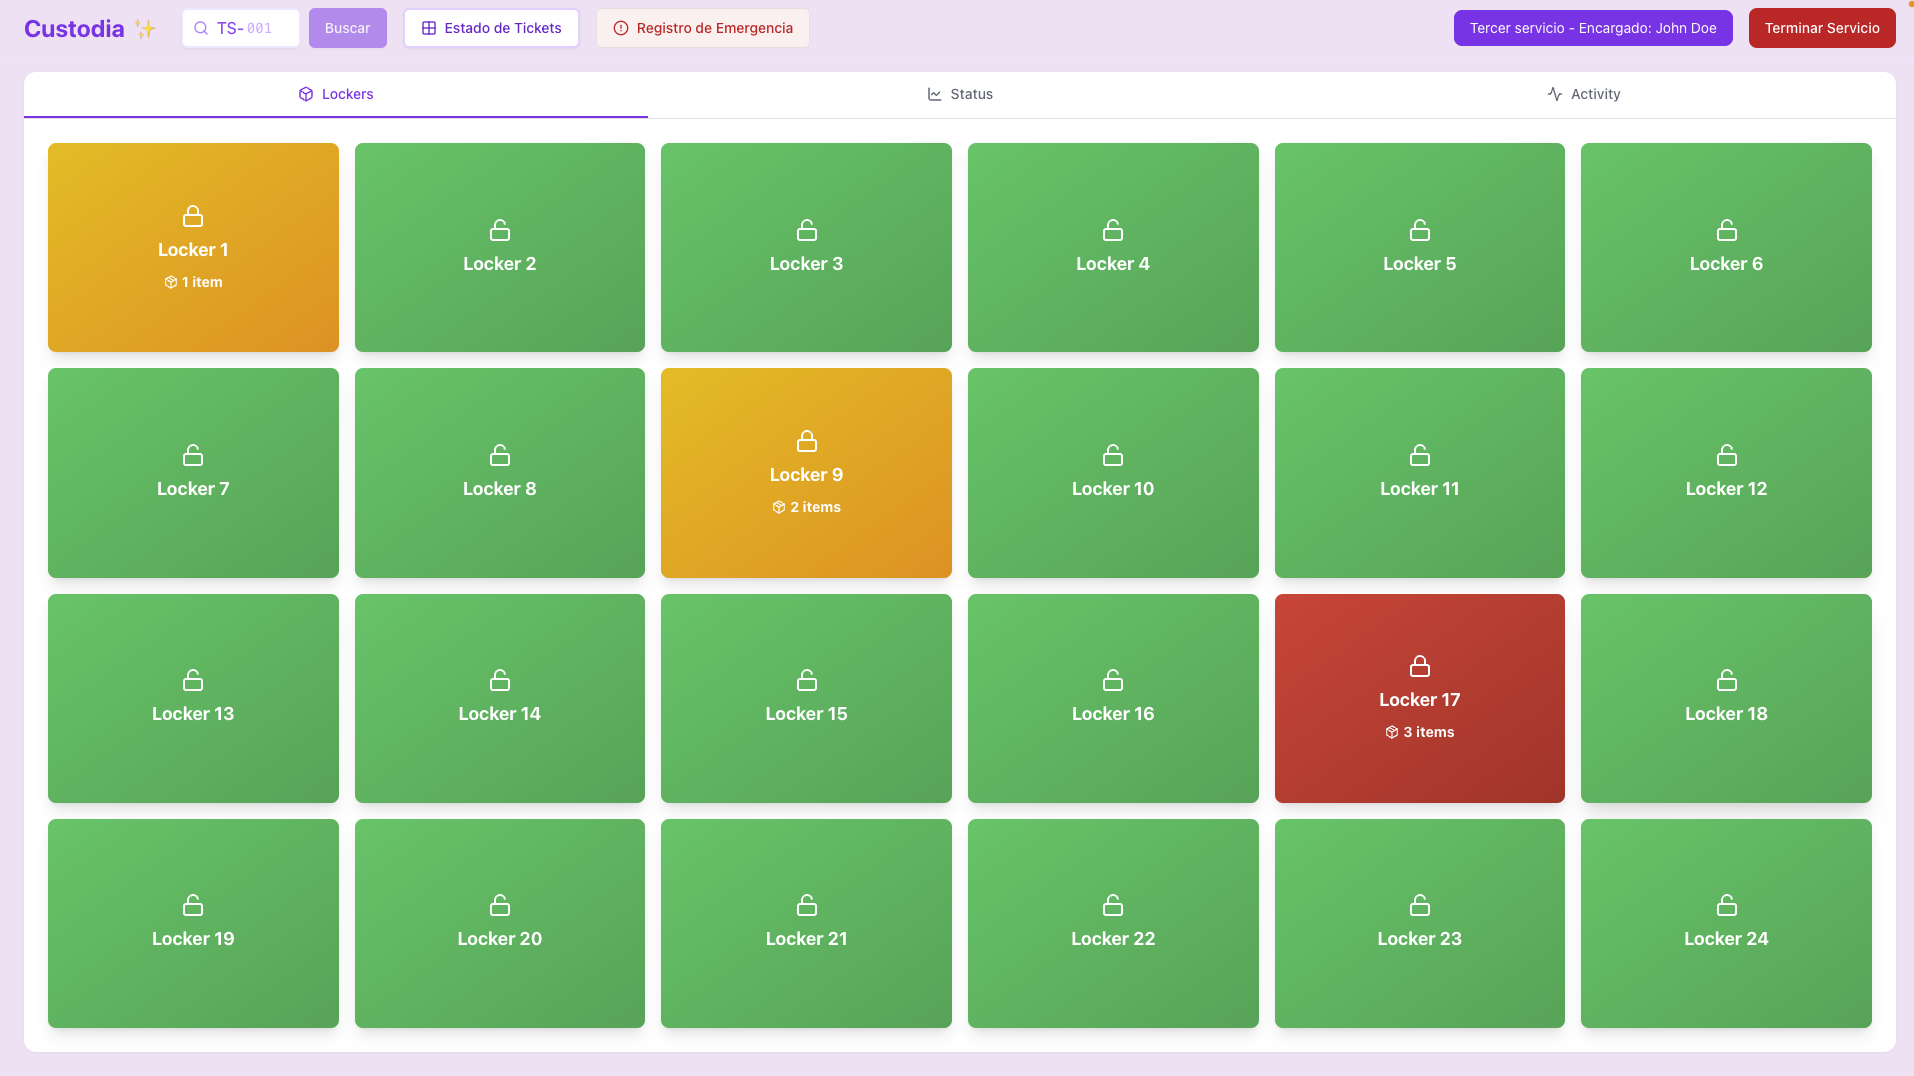 Custodia ✨
TS-001
Buscar
Estado de Tickets
Registro de Emergencia
Tercer servicio - Encargado: John Doe
Terminar Servicio
Lockers
Status
Activity
Locker 1
1 item
Locker 2
Locker 3
Locker 4
Locker 5
Locker 6
Locker 7
Locker 8
Locker 9
2 items
Locker 10
Locker 11
Locker 12
Locker 13
Locker 14
Locker 15
Locker 16
Locker 17
3 items
Locker 18
Locker 19
Locker 20
Locker 21
Locker 22
Locker 23
Locker 24